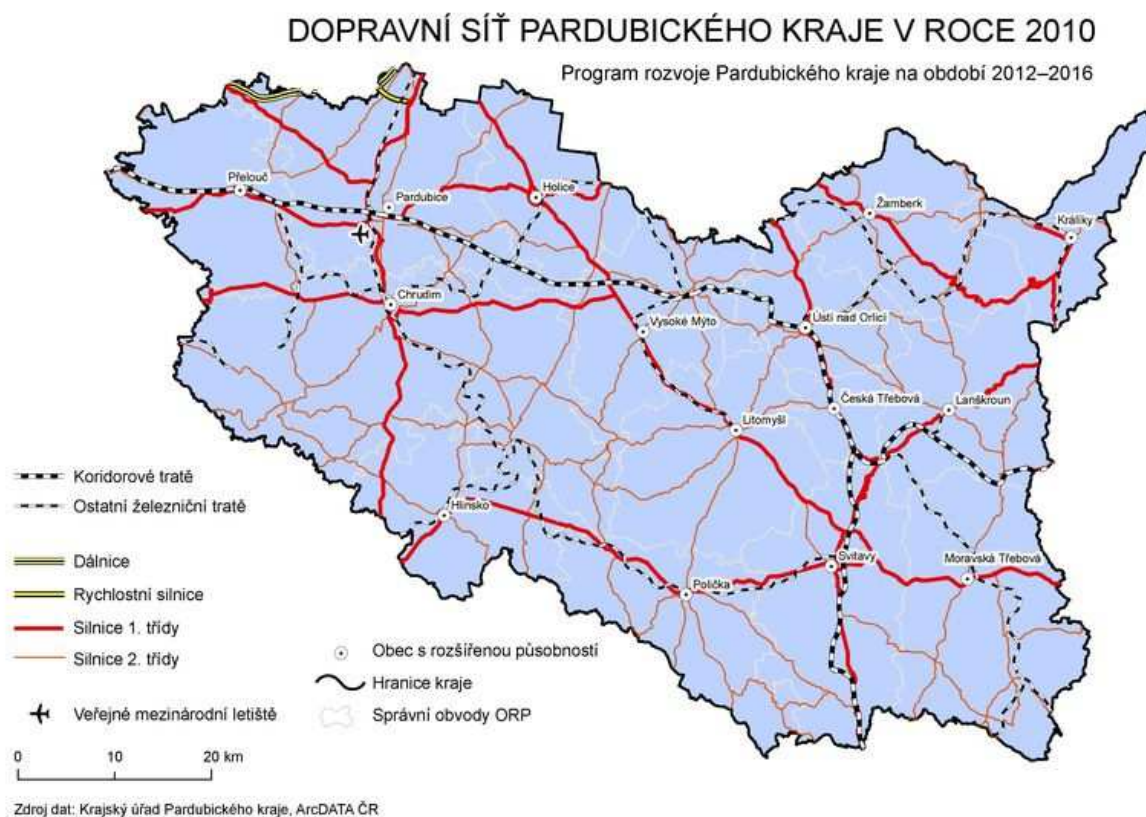 DOPRAVNÍ SÍŤ PARDUBICKÉHO KRAJE V ROCE 2010
Program rozvoje Pardubického kraje na období 2012–2016
Přelouč
Pardubice
Holice
Žamberk
Králíky
Chrudim
Vysoké Mýto
Ústí nad Orlicí
Litomyšl
Česká Třebová
Lanškroun
Hlinsko
Polička
Svitavy
Moravská Třebová
Koridorové tratě
Ostatní železniční tratě
Dálnice
Rychlostní silnice
Silnice 1. třídy
Silnice 2. třídy
Veřejné mezinárodní letiště
Obec s rozšířenou působností
Hranice kraje
Správní obvody ORP
0 10 20 km
Zdroj dat: Krajský úřad Pardubického kraje, ArcDATA ČR